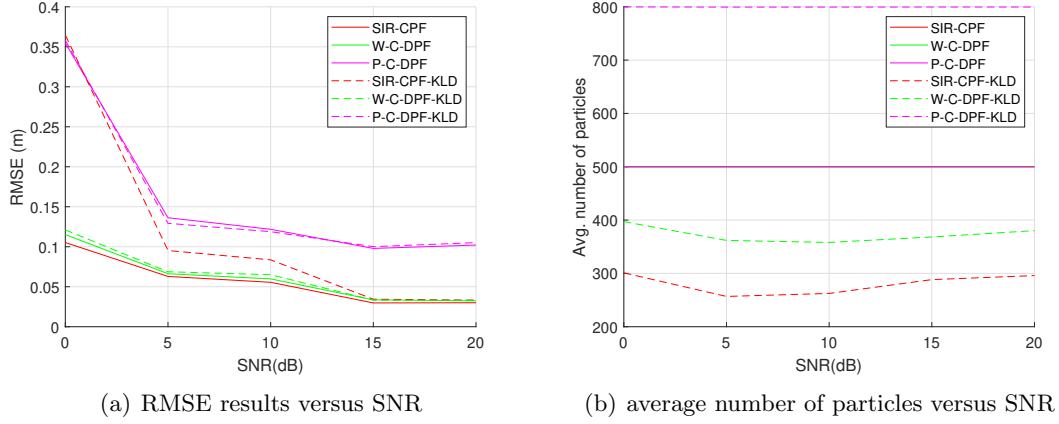 0.4
0.35
0.3
0.25
0.2
0.15
0.1
0.05
0
RMSE (m)
0
5
10
15
20
SNR(dB)
SIR-CPF
W-C-DPF
P-C-DPF
SIR-CPF-KLD
W-C-DPF-KLD
P-C-DPF-KLD
(a) RMSE results versus SNR
800
700
600
500
400
300
200
Avg. number of particles
0
5
10
15
20
SNR(dB)
SIR-CPF
W-C-DPF
P-C-DPF
SIR-CPF-KLD
W-C-DPF-KLD
P-C-DPF-KLD
(b) average number of particles versus SNR